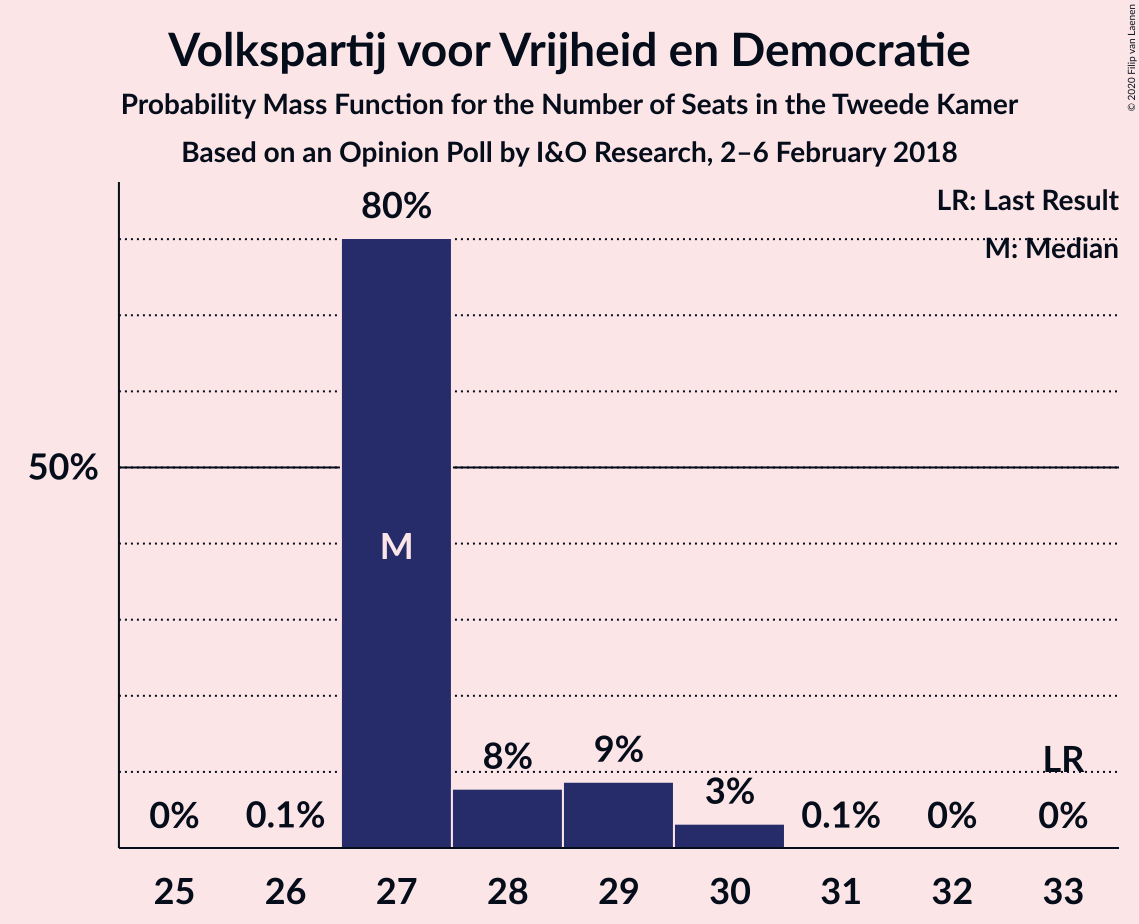 Volkspartij voor Vrijheid en Democratie
Probability Mass Function for the Number of Seats in the Tweede Kamer
Based on an Opinion Poll by I&O Research, 2–6 February 2018
© 2020 Filip van Laenen
LR: Last Result
M: Median
80%
50%
M
8%
9%
3%
LR
0%
0.1%
0.1%
0%
0%
25 26 27 28 29 30 31 32 33